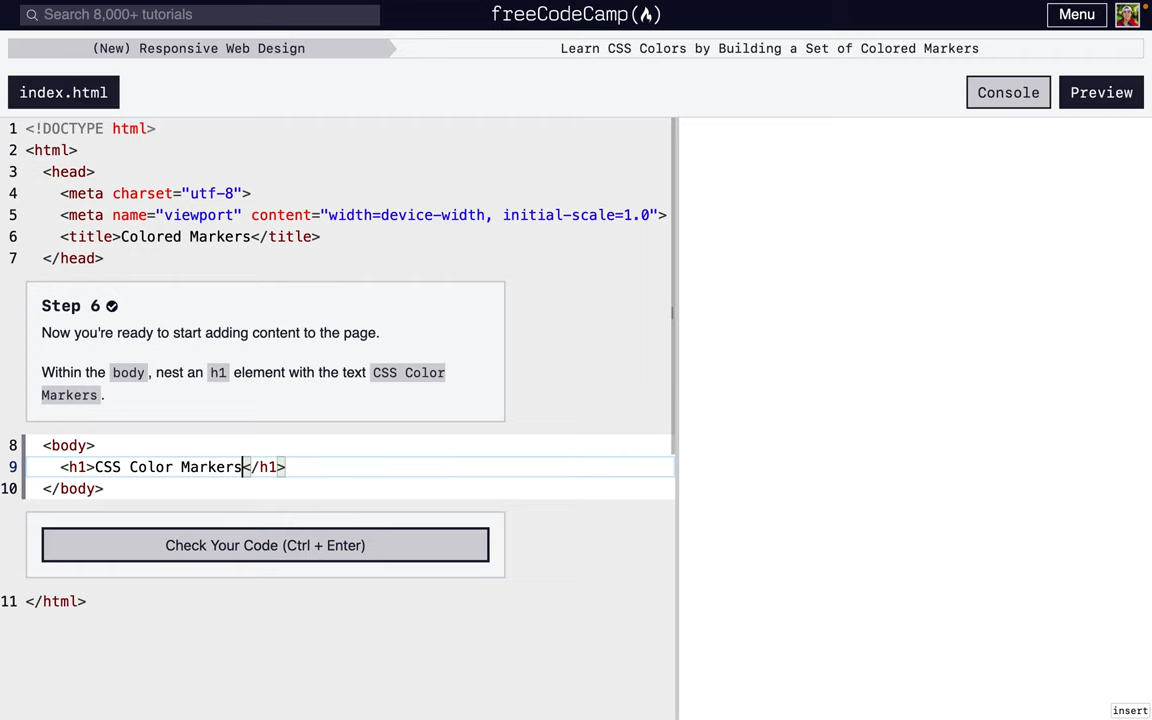 Search 8,000+ tutorials
freeCodeCamp
Menu
(New) Responsive Web Design
Learn CSS Colors by Building a Set of Colored Markers
index.html
Console
Preview
1 <!DOCTYPE html>
2 <html>
3 <head>
4 <meta charset="utf-8">
5 <meta name="viewport" content="width=device-width, initial-scale=1.0">
6 <title>Colored Markers</title>
7 </head>
Step 6
Now you're ready to start adding content to the page.
Within the body, nest an h1 element with the text CSS Color
Markers.
8 <body>
9 <h1>CSS Color Markers</h1>
10 </body>
Check Your Code (Ctrl + Enter)
11 </html>
insert